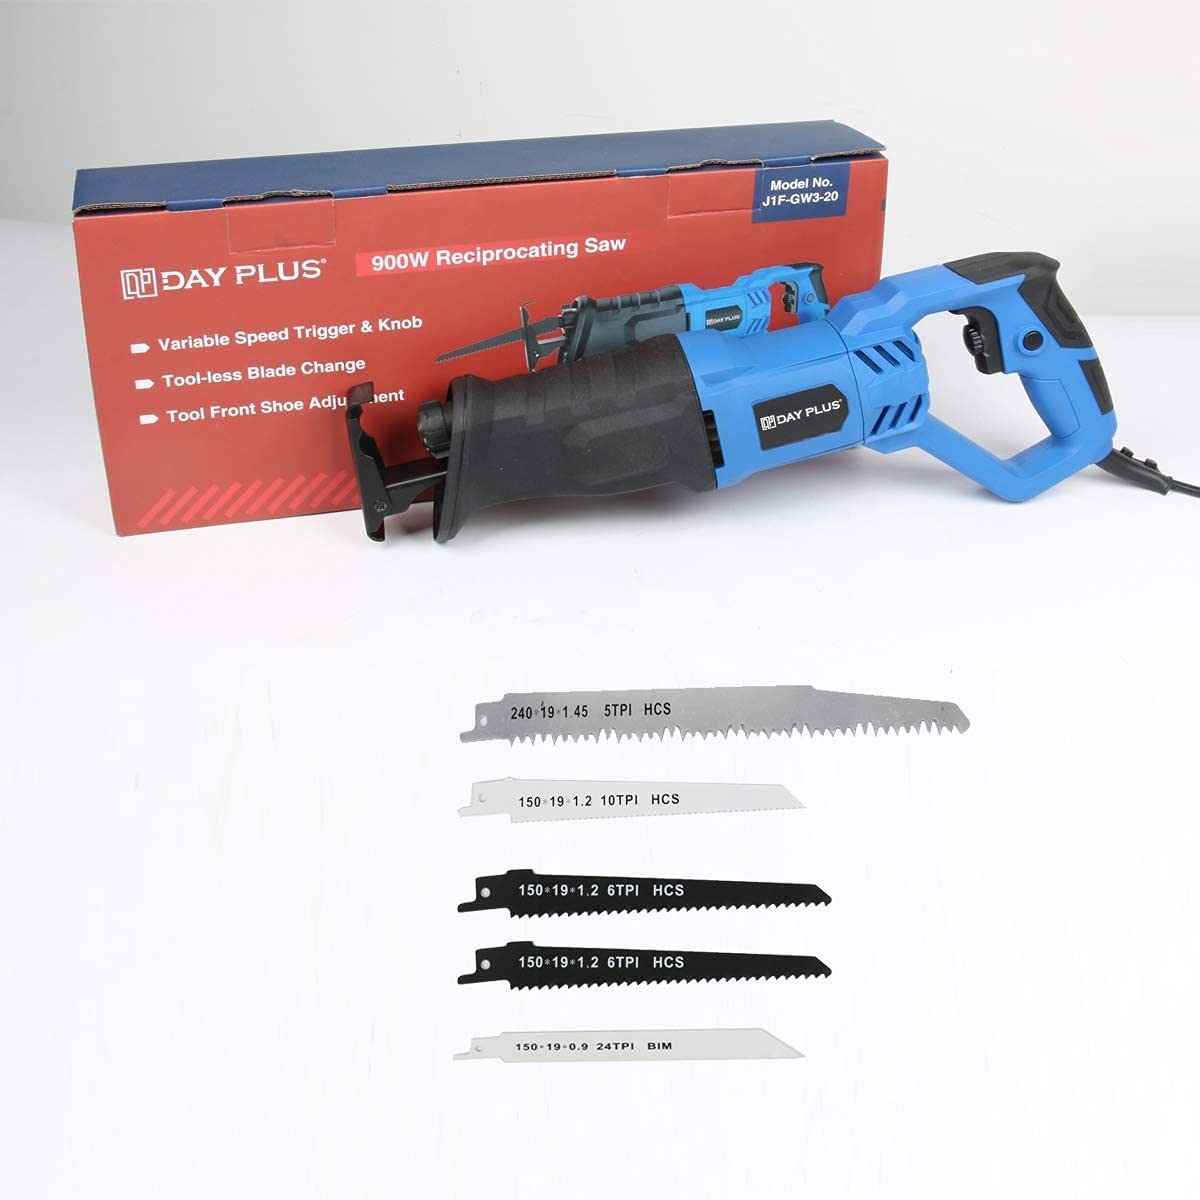 Model No.
J1F-GW3-20
DAY PLUS®
900W Reciprocating Saw
Variable Speed Trigger & Knob
Tool-less Blade Change
Tool Front Shoe
DAY PLUS
DAY PLUS®
240*19*1.45 5TPI HCS
150*19*1.2 10TPI HCS
150*19*1.2 6TPI HCS
150*19*1.2 6TPI HCS
150*19*0.9 24TPI BIM